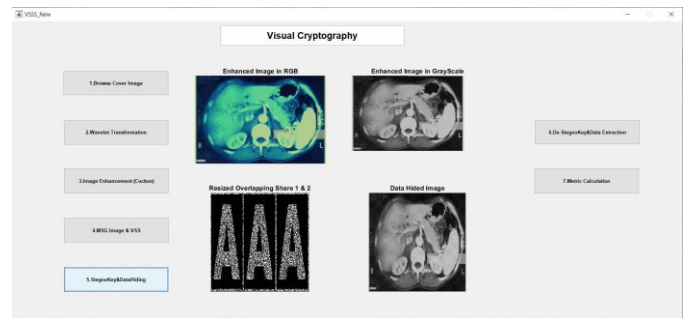 VSSS_New
Visual Cryptography
1.Browse Cover Image
2.Wavelet Transformation
3.Image Enhancement (Cuckoo)
4.MSG Image & VSS
5.StegnoKey&DataHiding
Enhanced Image in RGB
R
L
Enhanced Image in GrayScale
R
L
Resized Overlapping Share 1 & 2
AAA
Data Hided Image
6.De-StegnoKey&Data Extraction
7.Metric Calculation